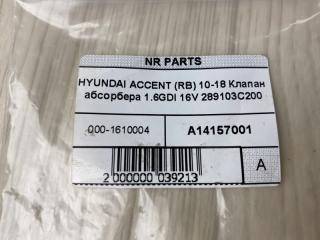 NR PARTS
HYUNDAI ACCENT (RB) 10-18 Клапан
абсорбера 1.6GDI 16V 289103C200
000-1610004
A14157001
A
2 000000 039213